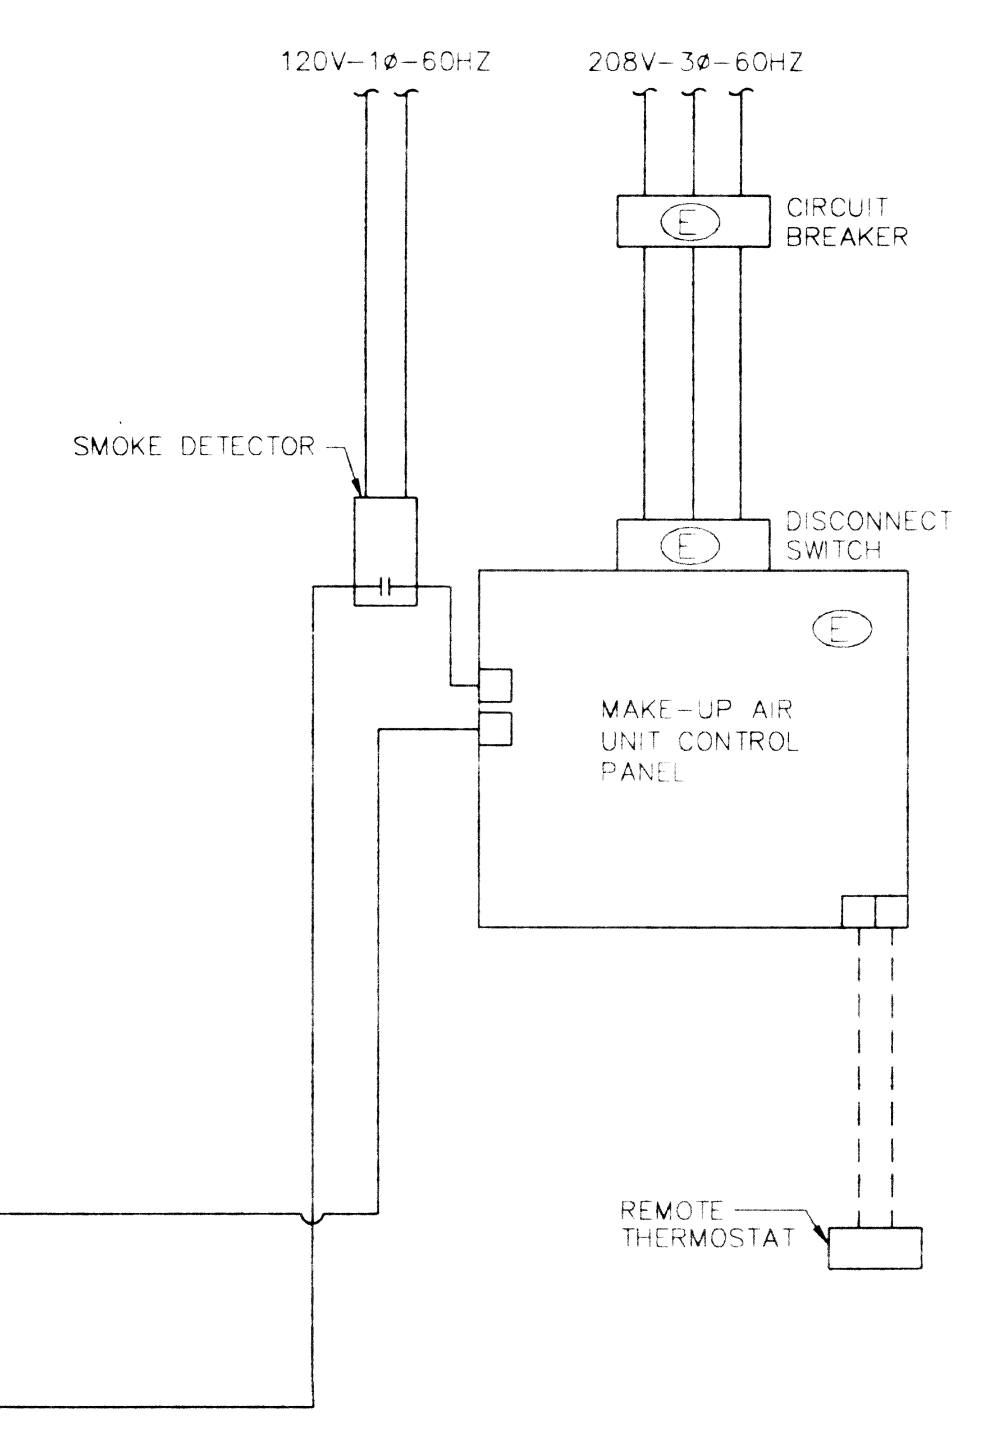 120V-1ø-60HZ
208V-3ø-60HZ
E
CIRCUIT
BREAKER
SMOKE DETECTOR
E
DISCONNECT
SWITCH
E
MAKE-UP AIR
UNIT CONTROL
PANEL
REMOTE
THERMOSTAT